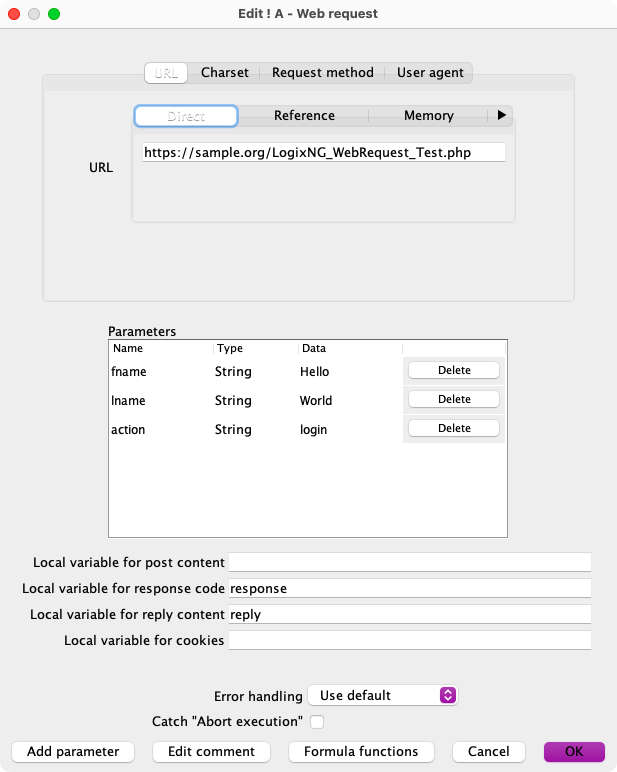 Edit ! A - Web request
URL Charset Request method User agent
Direct Reference Memory
URL
https://sample.org/LogixNG_WebRequest_Test.php
Parameters
Name Type Data
fname String Hello Delete
lname String World Delete
action String login Delete
Local variable for post content
Local variable for response code response
Local variable for reply content reply
Local variable for cookies
Error handling Use default
Catch "Abort execution"
Add parameter Edit comment Formula functions Cancel OK